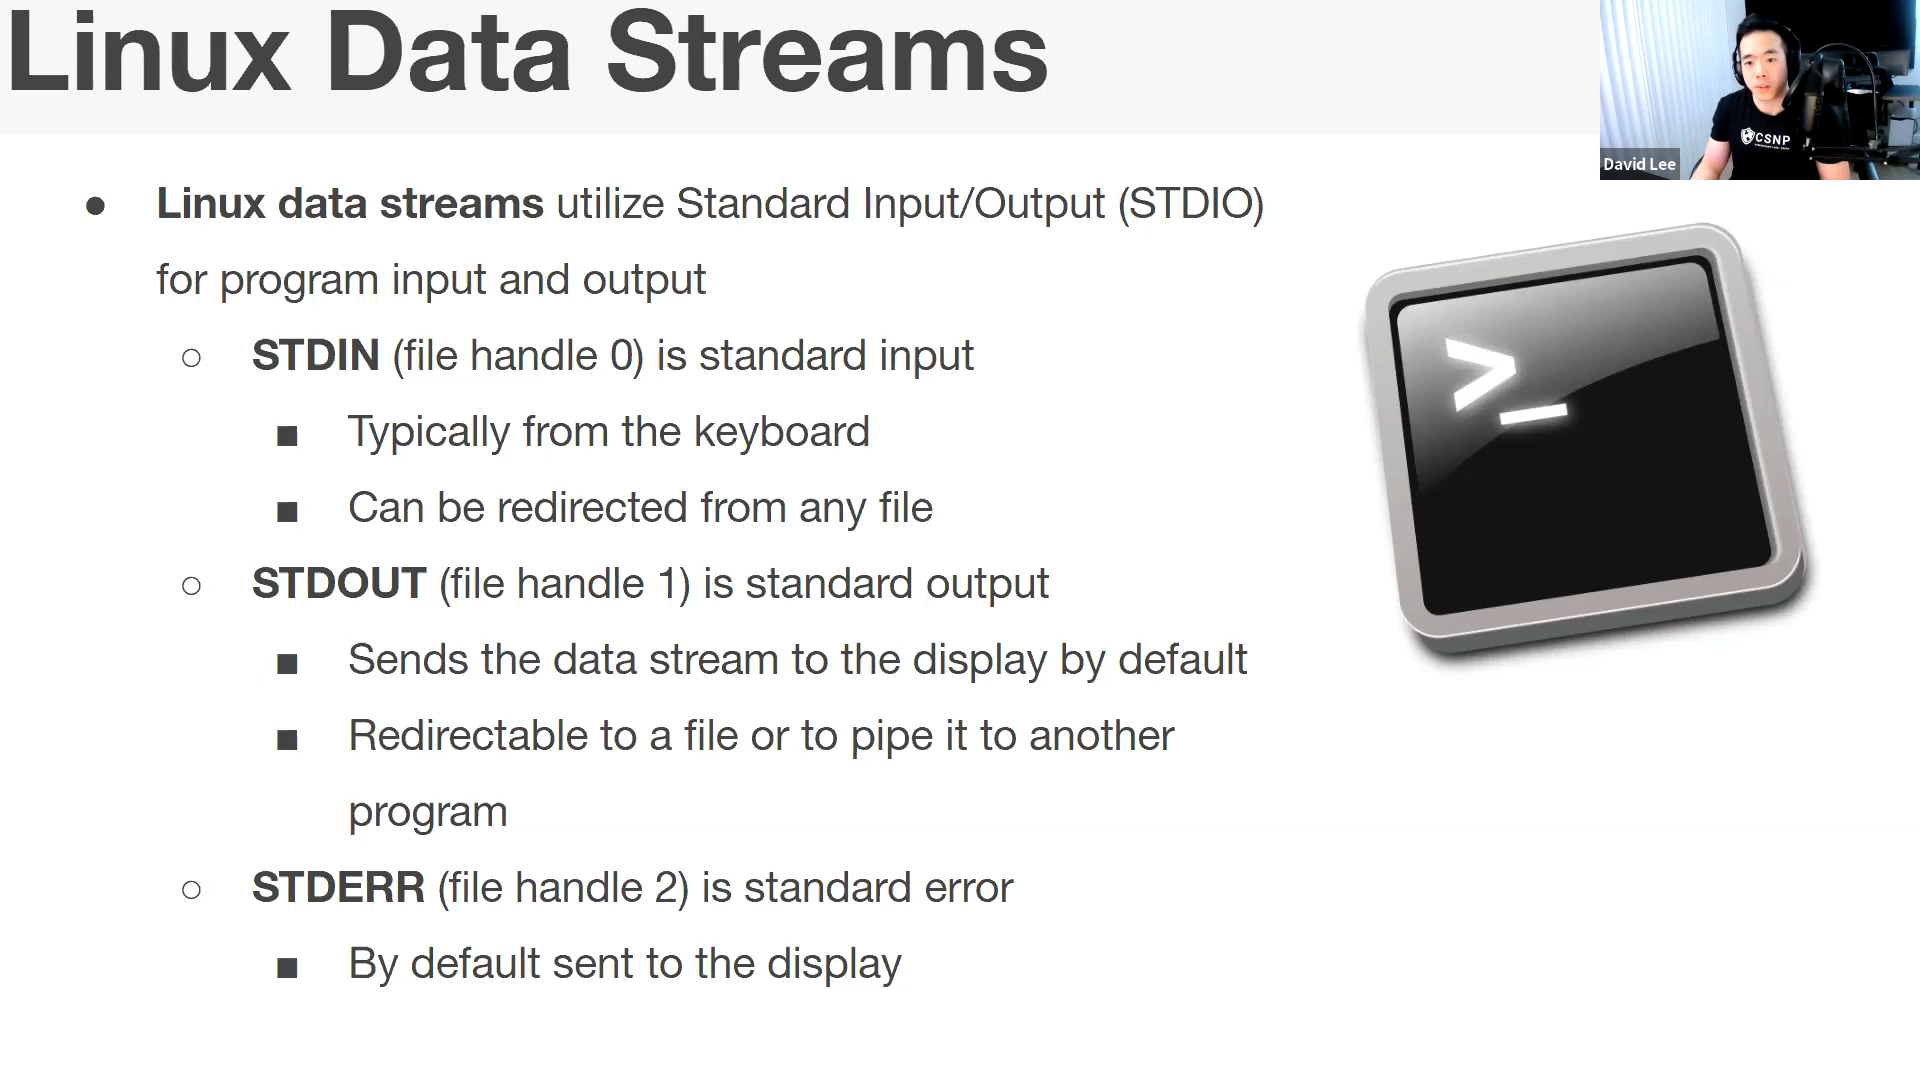 Linux Data Streams
CSNP
David Lee
● Linux data streams utilize Standard Input/Output (STDIO)
for program input and output
○ STDIN (file handle 0) is standard input
■ Typically from the keyboard
■ Can be redirected from any file
○ STDOUT (file handle 1) is standard output
■ Sends the data stream to the display by default
■ Redirectable to a file or to pipe it to another
program
○ STDERR (file handle 2) is standard error
■ By default sent to the display
>_